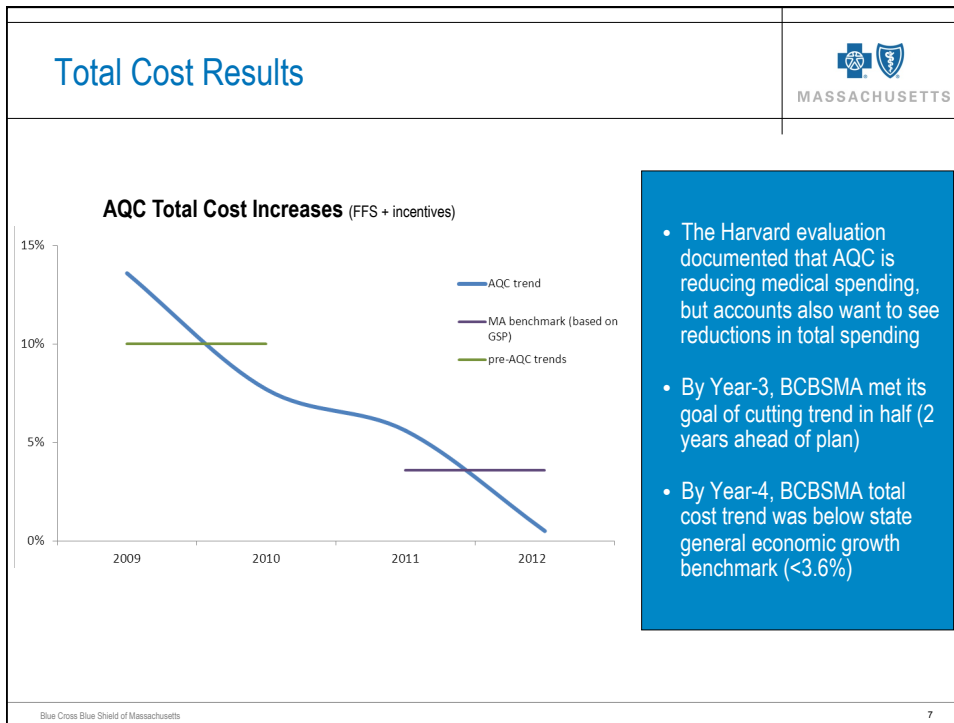 Total Cost Results
MASSACHUSETTS
AQC Total Cost Increases (FFS + incentives)
15%
10%
5%
0%
2009
2010
2011
2012
AQC trend
MA benchmark (based on
GSP)
pre-AQC trends
• The Harvard evaluation
documented that AQC is
reducing medical spending,
but accounts also want to see
reductions in total spending
• By Year-3, BCBSMA met its
goal of cutting trend in half (2
years ahead of plan)
• By Year-4, BCBSMA total
cost trend was below state
general economic growth
benchmark (<3.6%)
Blue Cross Blue Shield of Massachusetts
7